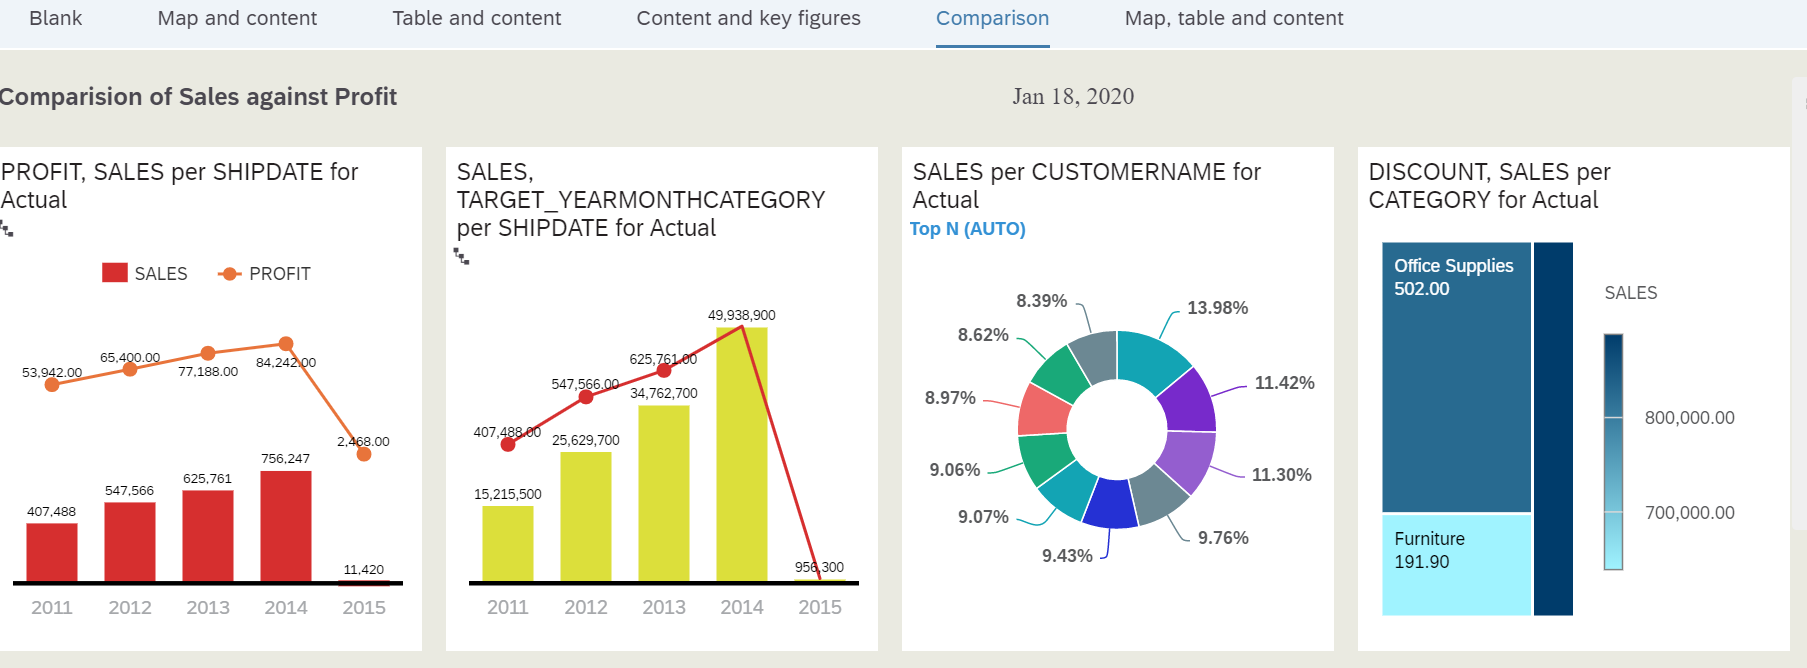 Blank Map and content Table and content Content and key figures Comparison Map, table and content
Comparision of Sales against Profit
Jan 18, 2020
PROFIT, SALES per SHIPDATE for
Actual
SALES PROFIT
53,942.00
65,400.00
77,188.00
84,242.00
2,468.00
407,488
547,566
625,761
756,247
11,420
2011 2012 2013 2014 2015
SALES,
TARGET_YEARMONTHCATEGORY
per SHIPDATE for Actual
49,938,900
625,761.00
547,566.00
34,762,700
407,488.00
25,629,700
15,215,500
956,300
2011 2012 2013 2014 2015
SALES per CUSTOMERNAME for
Actual
Top N (AUTO)
13.98%
11.42%
11.30%
9.76%
9.43%
9.07%
9.06%
8.97%
8.62%
8.39%
DISCOUNT, SALES per
CATEGORY for Actual
Office Supplies
502.00
Furniture
191.90
SALES
800,000.00
700,000.00